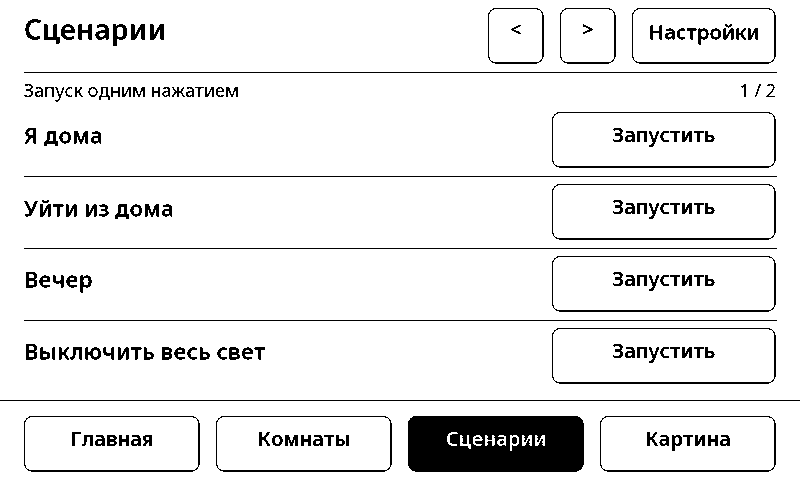 Сценарии < > Настройки
Запуск одним нажатием 1 / 2
Я дома Запустить
Уйти из дома Запустить
Вечер Запустить
Выключить весь свет Запустить
Главная Комнаты Сценарии Картина